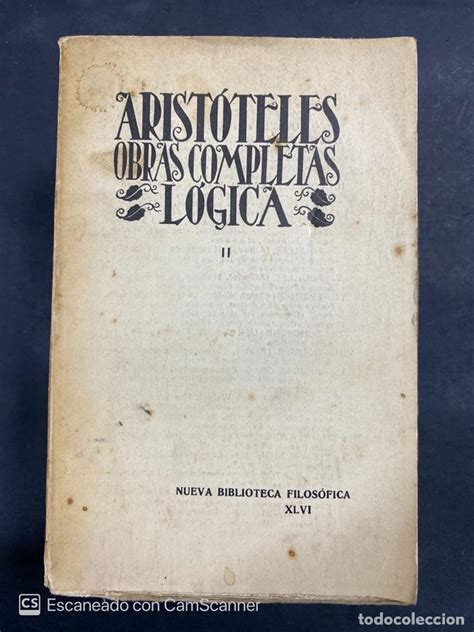 ARISTÓTELES
OBRAS COMPLETAS
LÓGICA
II
NUEVA BIBLIOTECA FILOSÓFICA
XLVI
CS Escaneado con CamScanner
todocoleccion